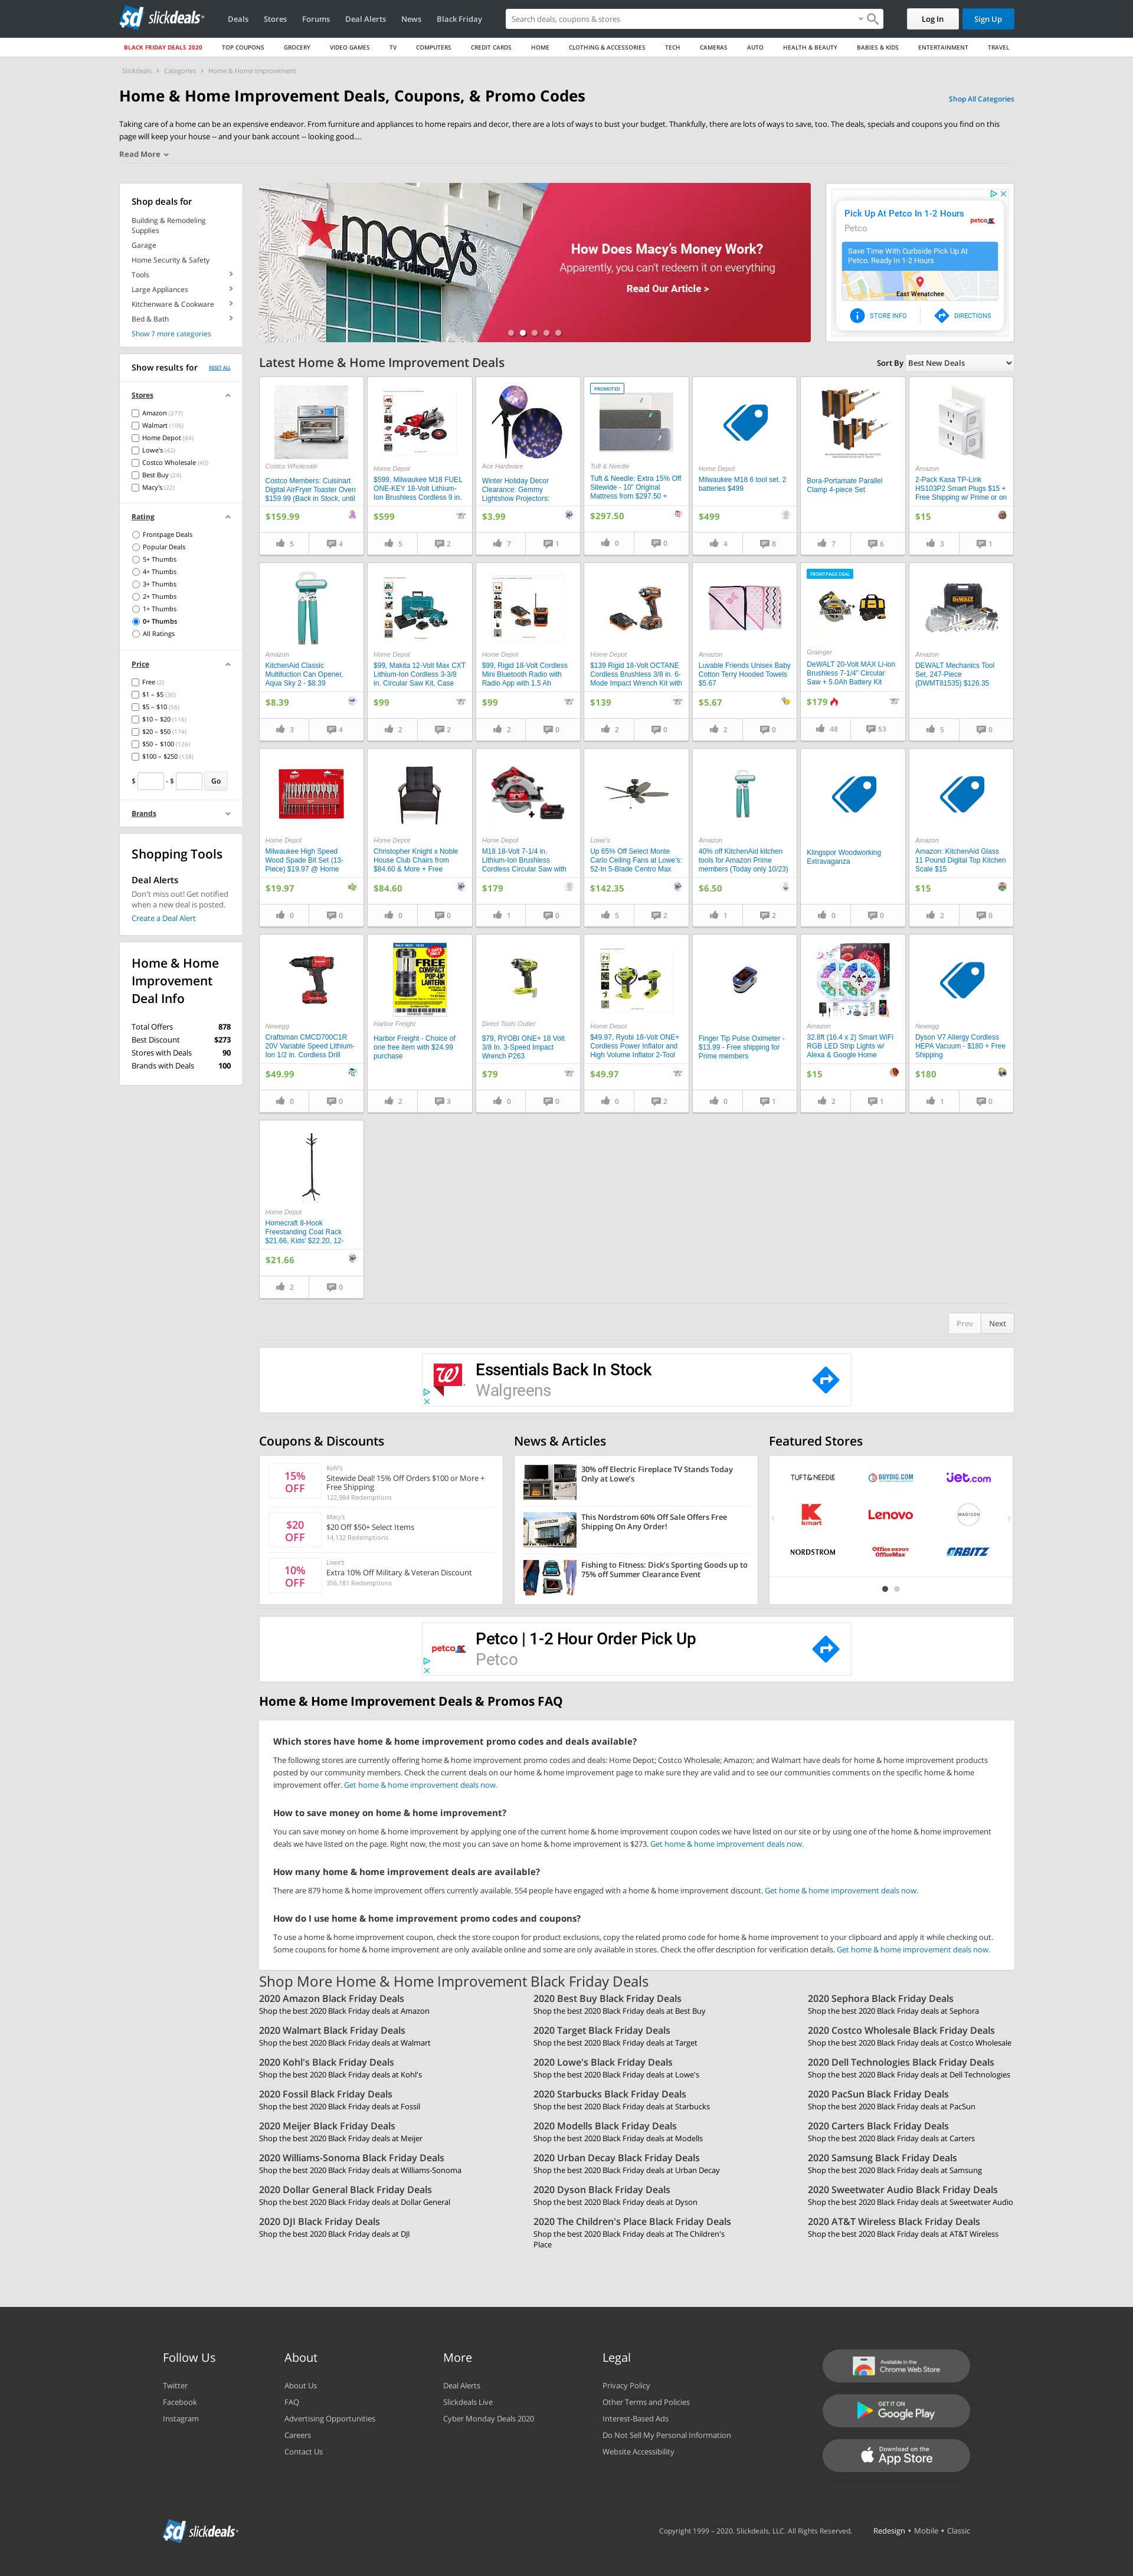 slickdeals
Deals
Stores
Forums
Deal Alerts
News
Black Friday
Search deals, coupons & stores
Log In
Sign Up
BLACK FRIDAY DEALS 2020
TOP COUPONS
GROCERY
VIDEO GAMES
TV
COMPUTERS
CREDIT CARDS
HOME
CLOTHING & ACCESSORIES
TECH
CAMERAS
AUTO
HEALTH & BEAUTY
BABIES & KIDS
ENTERTAINMENT
TRAVEL
Slickdeals › Categories › Home & Home Improvement
Home & Home Improvement Deals, Coupons, & Promo Codes
Shop All Categories
Taking care of a home can be an expensive endeavor. From furniture and appliances to home repairs and decor, there are a lots of ways to bust your budget. Thankfully, there are lots of ways to save, too. The deals, specials and coupons you find on this
page will keep your house -- and your bank account -- looking good....
Read More
Shop deals for
Building & Remodeling
Supplies
Garage
Home Security & Safety
Tools
Large Appliances
Kitchenware & Cookware
Bed & Bath
Show 7 more categories
macys
MEN'S HOME FURNITURE
How Does Macy's Money Work?
Apparently, you can't redeem it on everything
Read Our Article >
Pick Up At Petco In 1-2 Hours
Petco
petco
Save Time With Curbside Pick Up At
Petco. Ready In 1-2 Hours
East Wenatchee
STORE INFO
DIRECTIONS
Show results for
RESET ALL
Stores
Amazon (277)
Walmart (106)
Home Depot (84)
Lowe's (42)
Costco Wholesale (40)
Best Buy (24)
Macy's (22)
Rating
Frontpage Deals
Popular Deals
5+ Thumbs
4+ Thumbs
3+ Thumbs
2+ Thumbs
1+ Thumbs
0+ Thumbs
All Ratings
Price
Free (2)
$1 – $5 (36)
$5 – $10 (56)
$10 – $20 (116)
$20 – $50 (174)
$50 – $100 (126)
$100 – $250 (138)
$ - $ Go
Brands
Shopping Tools
Deal Alerts
Don't miss out! Get notified
when a new deal is posted.
Create a Deal Alert
Home & Home
Improvement
Deal Info
Total Offers 878
Best Discount $273
Stores with Deals 90
Brands with Deals 100
Latest Home & Home Improvement Deals
Sort By Best New Deals
Costco Wholesale
Costco Members: Cuisinart
Digital AirFryer Toaster Oven
$159.99 (Back in Stock, until
$159.99
5 4
Home Depot
$599, Milwaukee M18 FUEL
ONE-KEY 18-Volt Lithium-
Ion Brushless Cordless 9 in.
$599
5 2
Ace Hardware
Winter Holiday Decor
Clearance: Gemmy
Lightshow Projectors:
$3.99
7 1
PROMOTED
Tuft & Needle
Tuft & Needle: Extra 15% Off
Sitewide - 10" Original
Mattress from $297.50 +
$297.50
0 0
Home Depot
Milwaukee M18 6 tool set, 2
batteries $499
$499
4 8
Bora-Portamate Parallel
Clamp 4-piece Set
7 6
Amazon
2-Pack Kasa TP-Link
HS103P2 Smart Plugs $15 +
Free Shipping w/ Prime or on
$15
3 1
Amazon
KitchenAid Classic
Multifuction Can Opener,
Aqua Sky 2 - $8.39
$8.39
3 4
Home Depot
$99, Makita 12-Volt Max CXT
Lithium-Ion Cordless 3-3/8
in. Circular Saw Kit, Case
$99
2 2
Home Depot
$99, Rigid 18-Volt Cordless
Mini Bluetooth Radio with
Radio App with 1.5 Ah
$99
2 0
Home Depot
$139 Rigid 18-Volt OCTANE
Cordless Brushless 3/8 in. 6-
Mode Impact Wrench Kit with
$139
2 0
Amazon
Luvable Friends Unisex Baby
Cotton Terry Hooded Towels
$5.67
$5.67
2 0
FRONTPAGE DEAL
Grainger
DeWALT 20-Volt MAX Li-ion
Brushless 7-1/4" Circular
Saw + 5.0Ah Battery Kit
$179
48 53
DEWALT
Amazon
DEWALT Mechanics Tool
Set, 247-Piece
(DWMT81535) $126.35
5 0
Home Depot
Milwaukee High Speed
Wood Spade Bit Set (13-
Piece) $19.97 @ Home
$19.97
0 0
Home Depot
Christopher Knight x Noble
House Club Chairs from
$84.60 & More + Free
$84.60
0 0
Home Depot
M18 18-Volt 7-1/4 in.
Lithium-Ion Brushless
Cordless Circular Saw with
$179
1 0
Lowe's
Up 65% Off Select Monte
Carlo Ceiling Fans at Lowe's:
52-In 5-Blade Centro Max
$142.35
5 2
Amazon
40% off KitchenAid kitchen
tools for Amazon Prime
members (Today only 10/23)
$6.50
1 2
Klingspor Woodworking
Extravaganza
0 0
Amazon
Amazon: KitchenAid Glass
11 Pound Digital Top Kitchen
Scale $15
$15
2 0
Newegg
Craftsman CMCD700C1R
20V Variable Speed Lithium-
Ion 1/2 in. Cordless Drill
$49.99
0 0
FREE
COMPACT
POP-UP
LANTERN
Harbor Freight
Harbor Freight - Choice of
one free item with $24.99
purchase
2 3
Direct Tools Outlet
$79, RYOBI ONE+ 18 Volt
3/8 In. 3-Speed Impact
Wrench P263
$79
0 0
Home Depot
$49.97, Ryobi 18-Volt ONE+
Cordless Power Inflator and
High Volume Inflator 2-Tool
$49.97
0 2
Finger Tip Pulse Oximeter -
$13.99 - Free shipping for
Prime members
0 1
Amazon
32.8ft (16.4 x 2) Smart WiFi
RGB LED Strip Lights w/
Alexa & Google Home
$15
2 1
Newegg
Dyson V7 Allergy Cordless
HEPA Vacuum - $180 + Free
Shipping
$180
1 0
Home Depot
Homecraft 8-Hook
Freestanding Coat Rack
$21.66, Kids' $22.20, 12-
$21.66
2 0
Prev
Next
Essentials Back In Stock
Walgreens
Coupons & Discounts
15%
OFF
Kohl's
Sitewide Deal! 15% Off Orders $100 or More +
Free Shipping
122,984 Redemptions
$20
OFF
Macy's
$20 Off $50+ Select Items
14,132 Redemptions
10%
OFF
Lowe's
Extra 10% Off Military & Veteran Discount
356,181 Redemptions
News & Articles
30% off Electric Fireplace TV Stands Today
Only at Lowe's
NORDSTROM
This Nordstrom 60% Off Sale Offers Free
Shipping On Any Order!
Fishing to Fitness: Dick's Sporting Goods up to
75% off Summer Clearance Event
Featured Stores
TUFT&NEEDLE
BUYDIG.COM
jet.com
kmart
Lenovo
MADISON
NORDSTROM
Office DEPOT
OfficeMax
ORBITZ
petco
Petco | 1-2 Hour Order Pick Up
Petco
Home & Home Improvement Deals & Promos FAQ
Which stores have home & home improvement promo codes and deals available?
The following stores are currently offering home & home improvement promo codes and deals: Home Depot; Costco Wholesale; Amazon; and Walmart have deals for home & home improvement products
posted by our community members. Check the current deals on our home & home improvement page to make sure they are valid and to see our communities comments on the specific home & home
improvement offer. Get home & home improvement deals now.
How to save money on home & home improvement?
You can save money on home & home improvement by applying one of the current home & home improvement coupon codes we have listed on our site or by using one of the home & home improvement
deals we have listed on the page. Right now, the most you can save on home & home improvement is $273. Get home & home improvement deals now.
How many home & home improvement deals are available?
There are 879 home & home improvement offers currently available. 554 people have engaged with a home & home improvement discount. Get home & home improvement deals now.
How do I use home & home improvement promo codes and coupons?
To use a home & home improvement coupon, check the store coupon for product exclusions, copy the related promo code for home & home improvement to your clipboard and apply it while checking out.
Some coupons for home & home improvement are only available online and some are only available in stores. Check the offer description for verification details. Get home & home improvement deals now.
Shop More Home & Home Improvement Black Friday Deals
2020 Amazon Black Friday Deals
Shop the best 2020 Black Friday deals at Amazon
2020 Best Buy Black Friday Deals
Shop the best 2020 Black Friday deals at Best Buy
2020 Sephora Black Friday Deals
Shop the best 2020 Black Friday deals at Sephora
2020 Walmart Black Friday Deals
Shop the best 2020 Black Friday deals at Walmart
2020 Target Black Friday Deals
Shop the best 2020 Black Friday deals at Target
2020 Costco Wholesale Black Friday Deals
Shop the best 2020 Black Friday deals at Costco Wholesale
2020 Kohl's Black Friday Deals
Shop the best 2020 Black Friday deals at Kohl's
2020 Lowe's Black Friday Deals
Shop the best 2020 Black Friday deals at Lowe's
2020 Dell Technologies Black Friday Deals
Shop the best 2020 Black Friday deals at Dell Technologies
2020 Fossil Black Friday Deals
Shop the best 2020 Black Friday deals at Fossil
2020 Starbucks Black Friday Deals
Shop the best 2020 Black Friday deals at Starbucks
2020 PacSun Black Friday Deals
Shop the best 2020 Black Friday deals at PacSun
2020 Meijer Black Friday Deals
Shop the best 2020 Black Friday deals at Meijer
2020 Modells Black Friday Deals
Shop the best 2020 Black Friday deals at Modells
2020 Carters Black Friday Deals
Shop the best 2020 Black Friday deals at Carters
2020 Williams-Sonoma Black Friday Deals
Shop the best 2020 Black Friday deals at Williams-Sonoma
2020 Urban Decay Black Friday Deals
Shop the best 2020 Black Friday deals at Urban Decay
2020 Samsung Black Friday Deals
Shop the best 2020 Black Friday deals at Samsung
2020 Dollar General Black Friday Deals
Shop the best 2020 Black Friday deals at Dollar General
2020 Dyson Black Friday Deals
Shop the best 2020 Black Friday deals at Dyson
2020 Sweetwater Audio Black Friday Deals
Shop the best 2020 Black Friday deals at Sweetwater Audio
2020 DJI Black Friday Deals
Shop the best 2020 Black Friday deals at DJI
2020 The Children's Place Black Friday Deals
Shop the best 2020 Black Friday deals at The Children's
Place
2020 AT&T Wireless Black Friday Deals
Shop the best 2020 Black Friday deals at AT&T Wireless
Follow Us
Twitter
Facebook
Instagram
About
About Us
FAQ
Advertising Opportunities
Careers
Contact Us
More
Deal Alerts
Slickdeals Live
Cyber Monday Deals 2020
Legal
Privacy Policy
Other Terms and Policies
Interest-Based Ads
Do Not Sell My Personal Information
Website Accessibility
Available in the
Chrome Web Store
GET IT ON
Google Play
Download on the
App Store
slickdeals
Copyright 1999 – 2020. Slickdeals, LLC. All Rights Reserved.
Redesign • Mobile • Classic